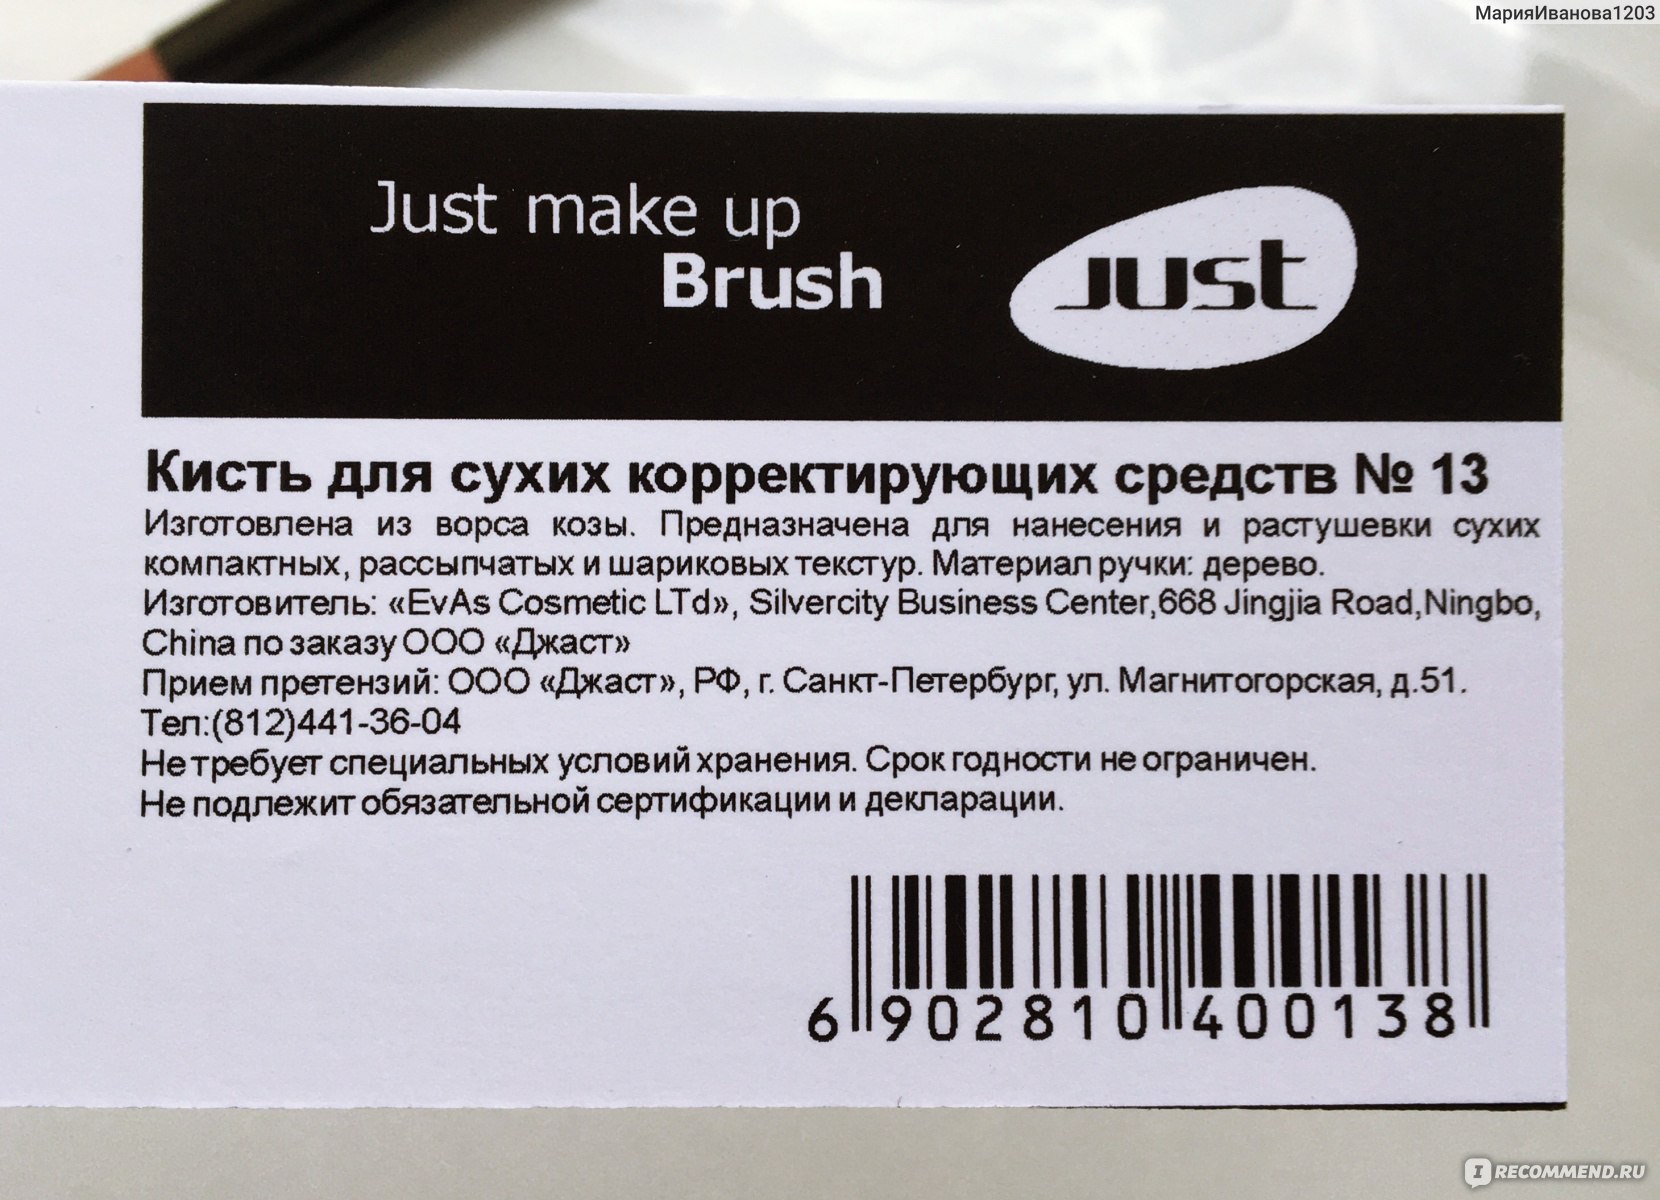 МарияИванова1203
Just make up
Brush
Just
Кисть для сухих корректирующих средств № 13
Изготовлена из ворса козы. Предназначена для нанесения и растушевки сухих
компактных, рассыпчатых и шариковых текстур. Материал ручки: дерево.
Изготовитель: «EvAs Cosmetic LTd», Silvercity Business Center,668 Jingjia Road,Ningbo,
China по заказу ООО «Джаст»
Прием претензий: ООО «Джаст», РФ, г. Санкт-Петербург, ул. Магнитогорская, д.51.
Тел:(812)441-36-04
Не требует специальных условий хранения. Срок годности не ограничен.
Не подлежит обязательной сертификации и декларации.
6 902810 400138
IRECOMMEND.RU